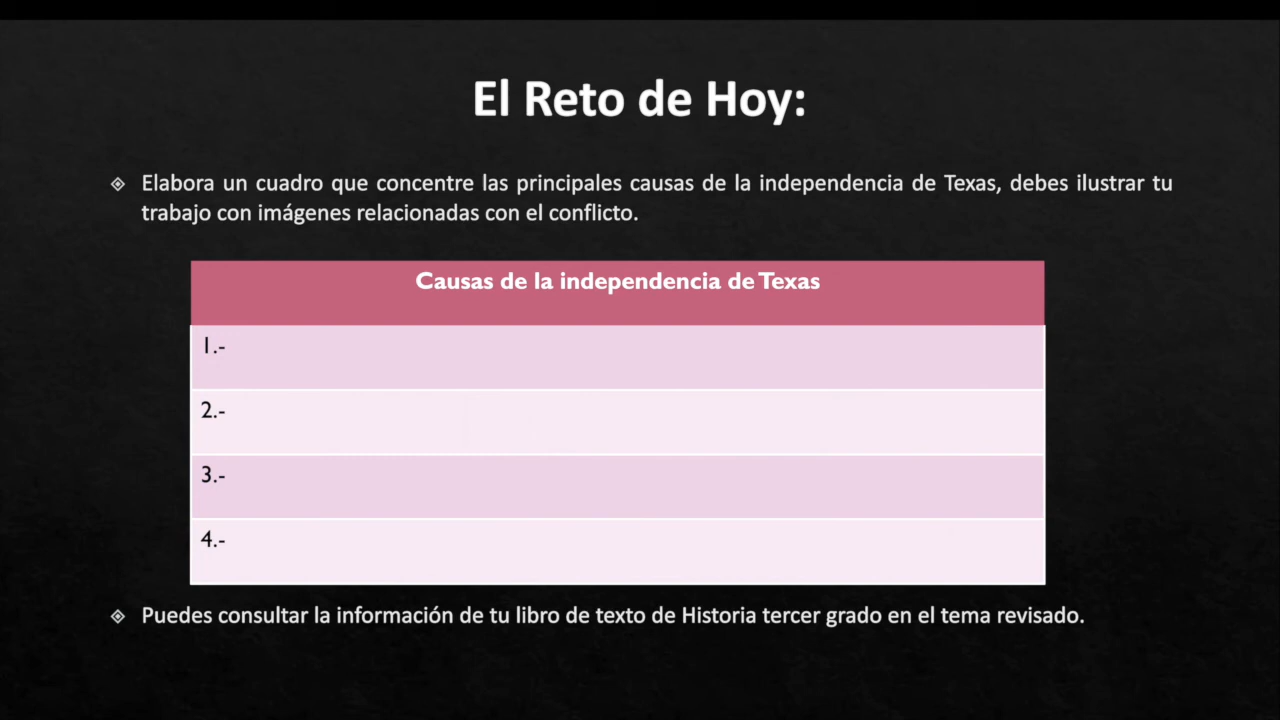 El Reto de Hoy:
Elabora un cuadro que concentre las principales causas de la independencia de Texas, debes ilustrar tu
trabajo con imágenes relacionadas con el conflicto.
Causas de la independencia de Texas
1.-
2.-
3.-
4.-
Puedes consultar la información de tu libro de texto de Historia tercer grado en el tema revisado.